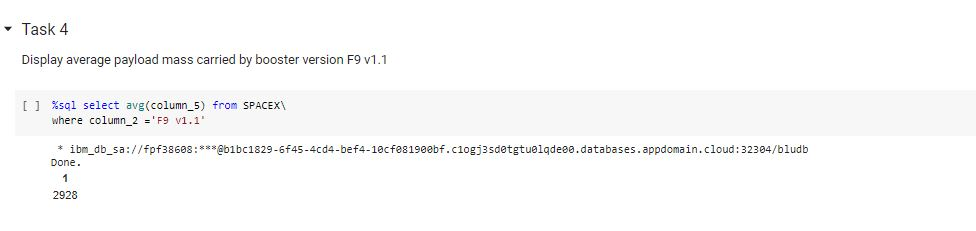 Task 4
Display average payload mass carried by booster version F9 v1.1
[ ] %sql select avg(column_5) from SPACEX\
where column_2 ='F9 v1.1'
* ibm_db_sa://fpf38608:***@b1bc1829-6f45-4cd4-bef4-10cf081900bf.c1ogj3sd0tgtu0lqde00.databases.appdomain.cloud:32304/bludb
Done.
1
2928